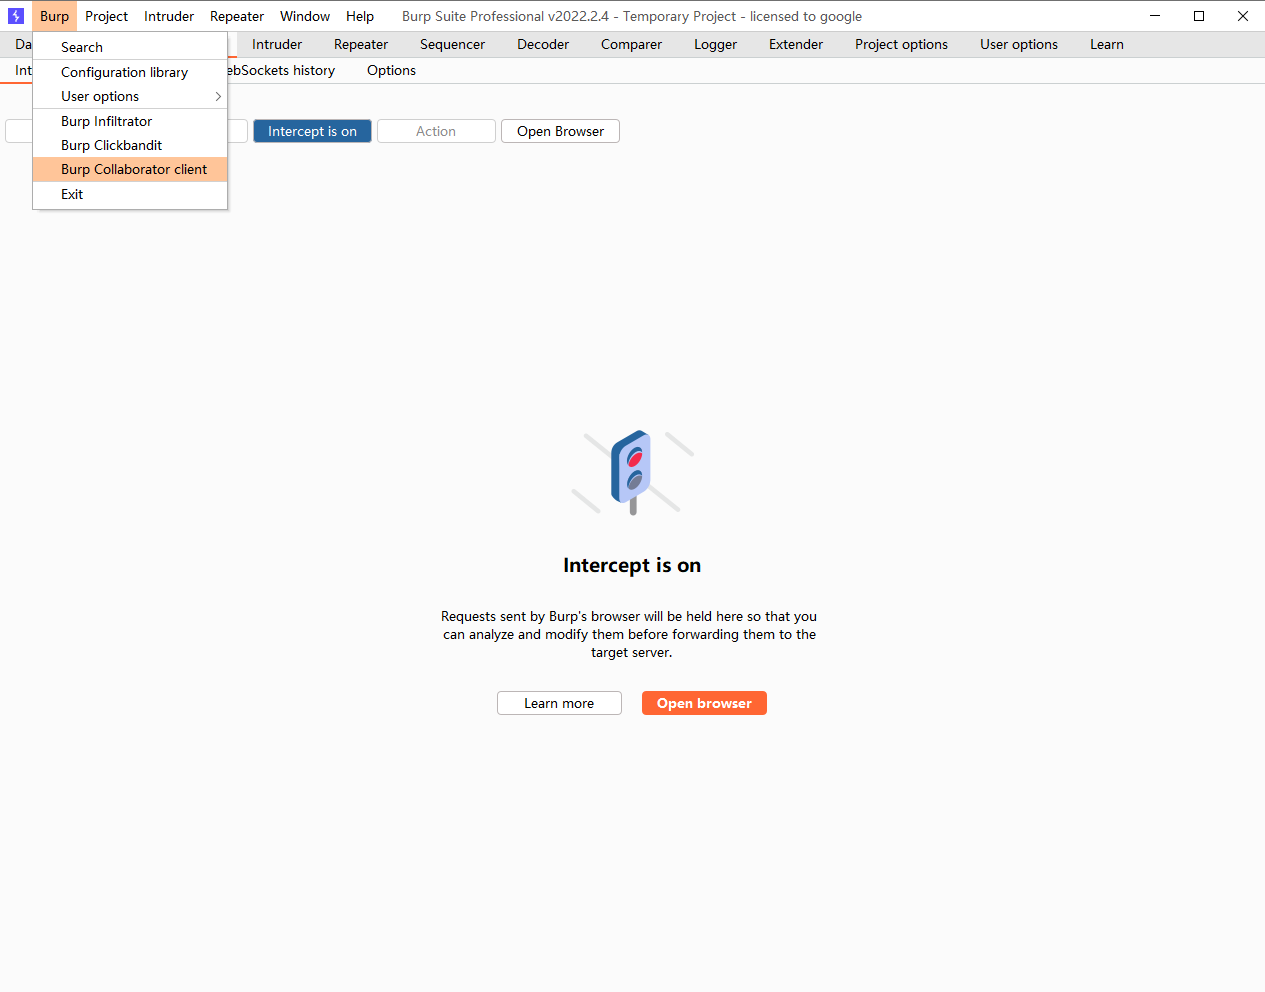 Burp Project Intruder Repeater Window Help Burp Suite Professional v2022.2.4 - Temporary Project - licensed to google
Da Intruder Repeater Sequencer Decoder Comparer Logger Extender Project options User options Learn
Int ebSockets history Options
Search
Configuration library
User options
Burp Infiltrator
Burp Clickbandit
Burp Collaborator client
Exit
Intercept is on Action Open Browser
Intercept is on
Requests sent by Burp's browser will be held here so that you
can analyze and modify them before forwarding them to the
target server.
Learn more Open browser